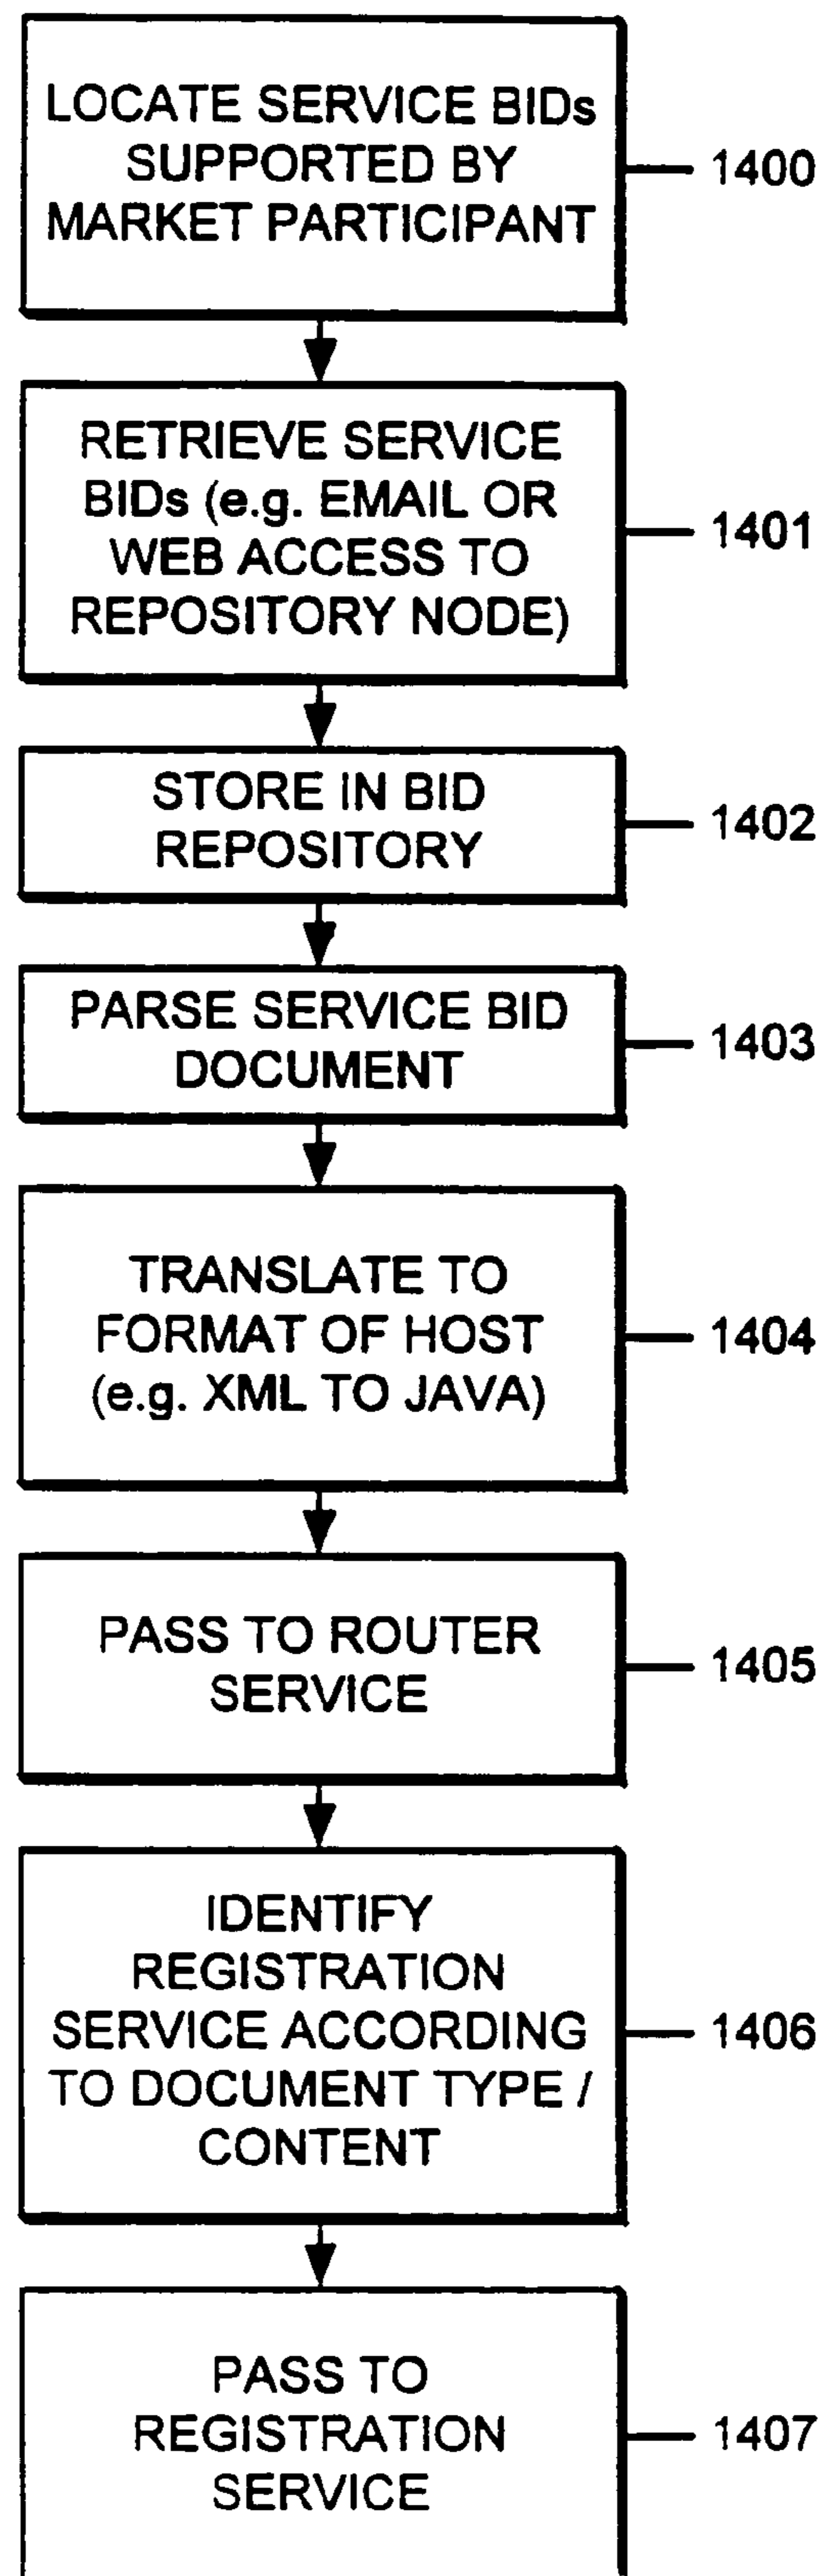 LOCATE SERVICE BIDs
SUPPORTED BY
MARKET PARTICIPANT
1400
RETRIEVE SERVICE
BIDs (e.g. EMAIL OR
WEB ACCESS TO
REPOSITORY NODE)
1401
STORE IN BID
REPOSITORY
1402
PARSE SERVICE BID
DOCUMENT
1403
TRANSLATE TO
FORMAT OF HOST
(e.g. XML TO JAVA)
1404
PASS TO ROUTER
SERVICE
1405
IDENTIFY
REGISTRATION
SERVICE ACCORDING
TO DOCUMENT TYPE /
CONTENT
1406
PASS TO
REGISTRATION
SERVICE
1407